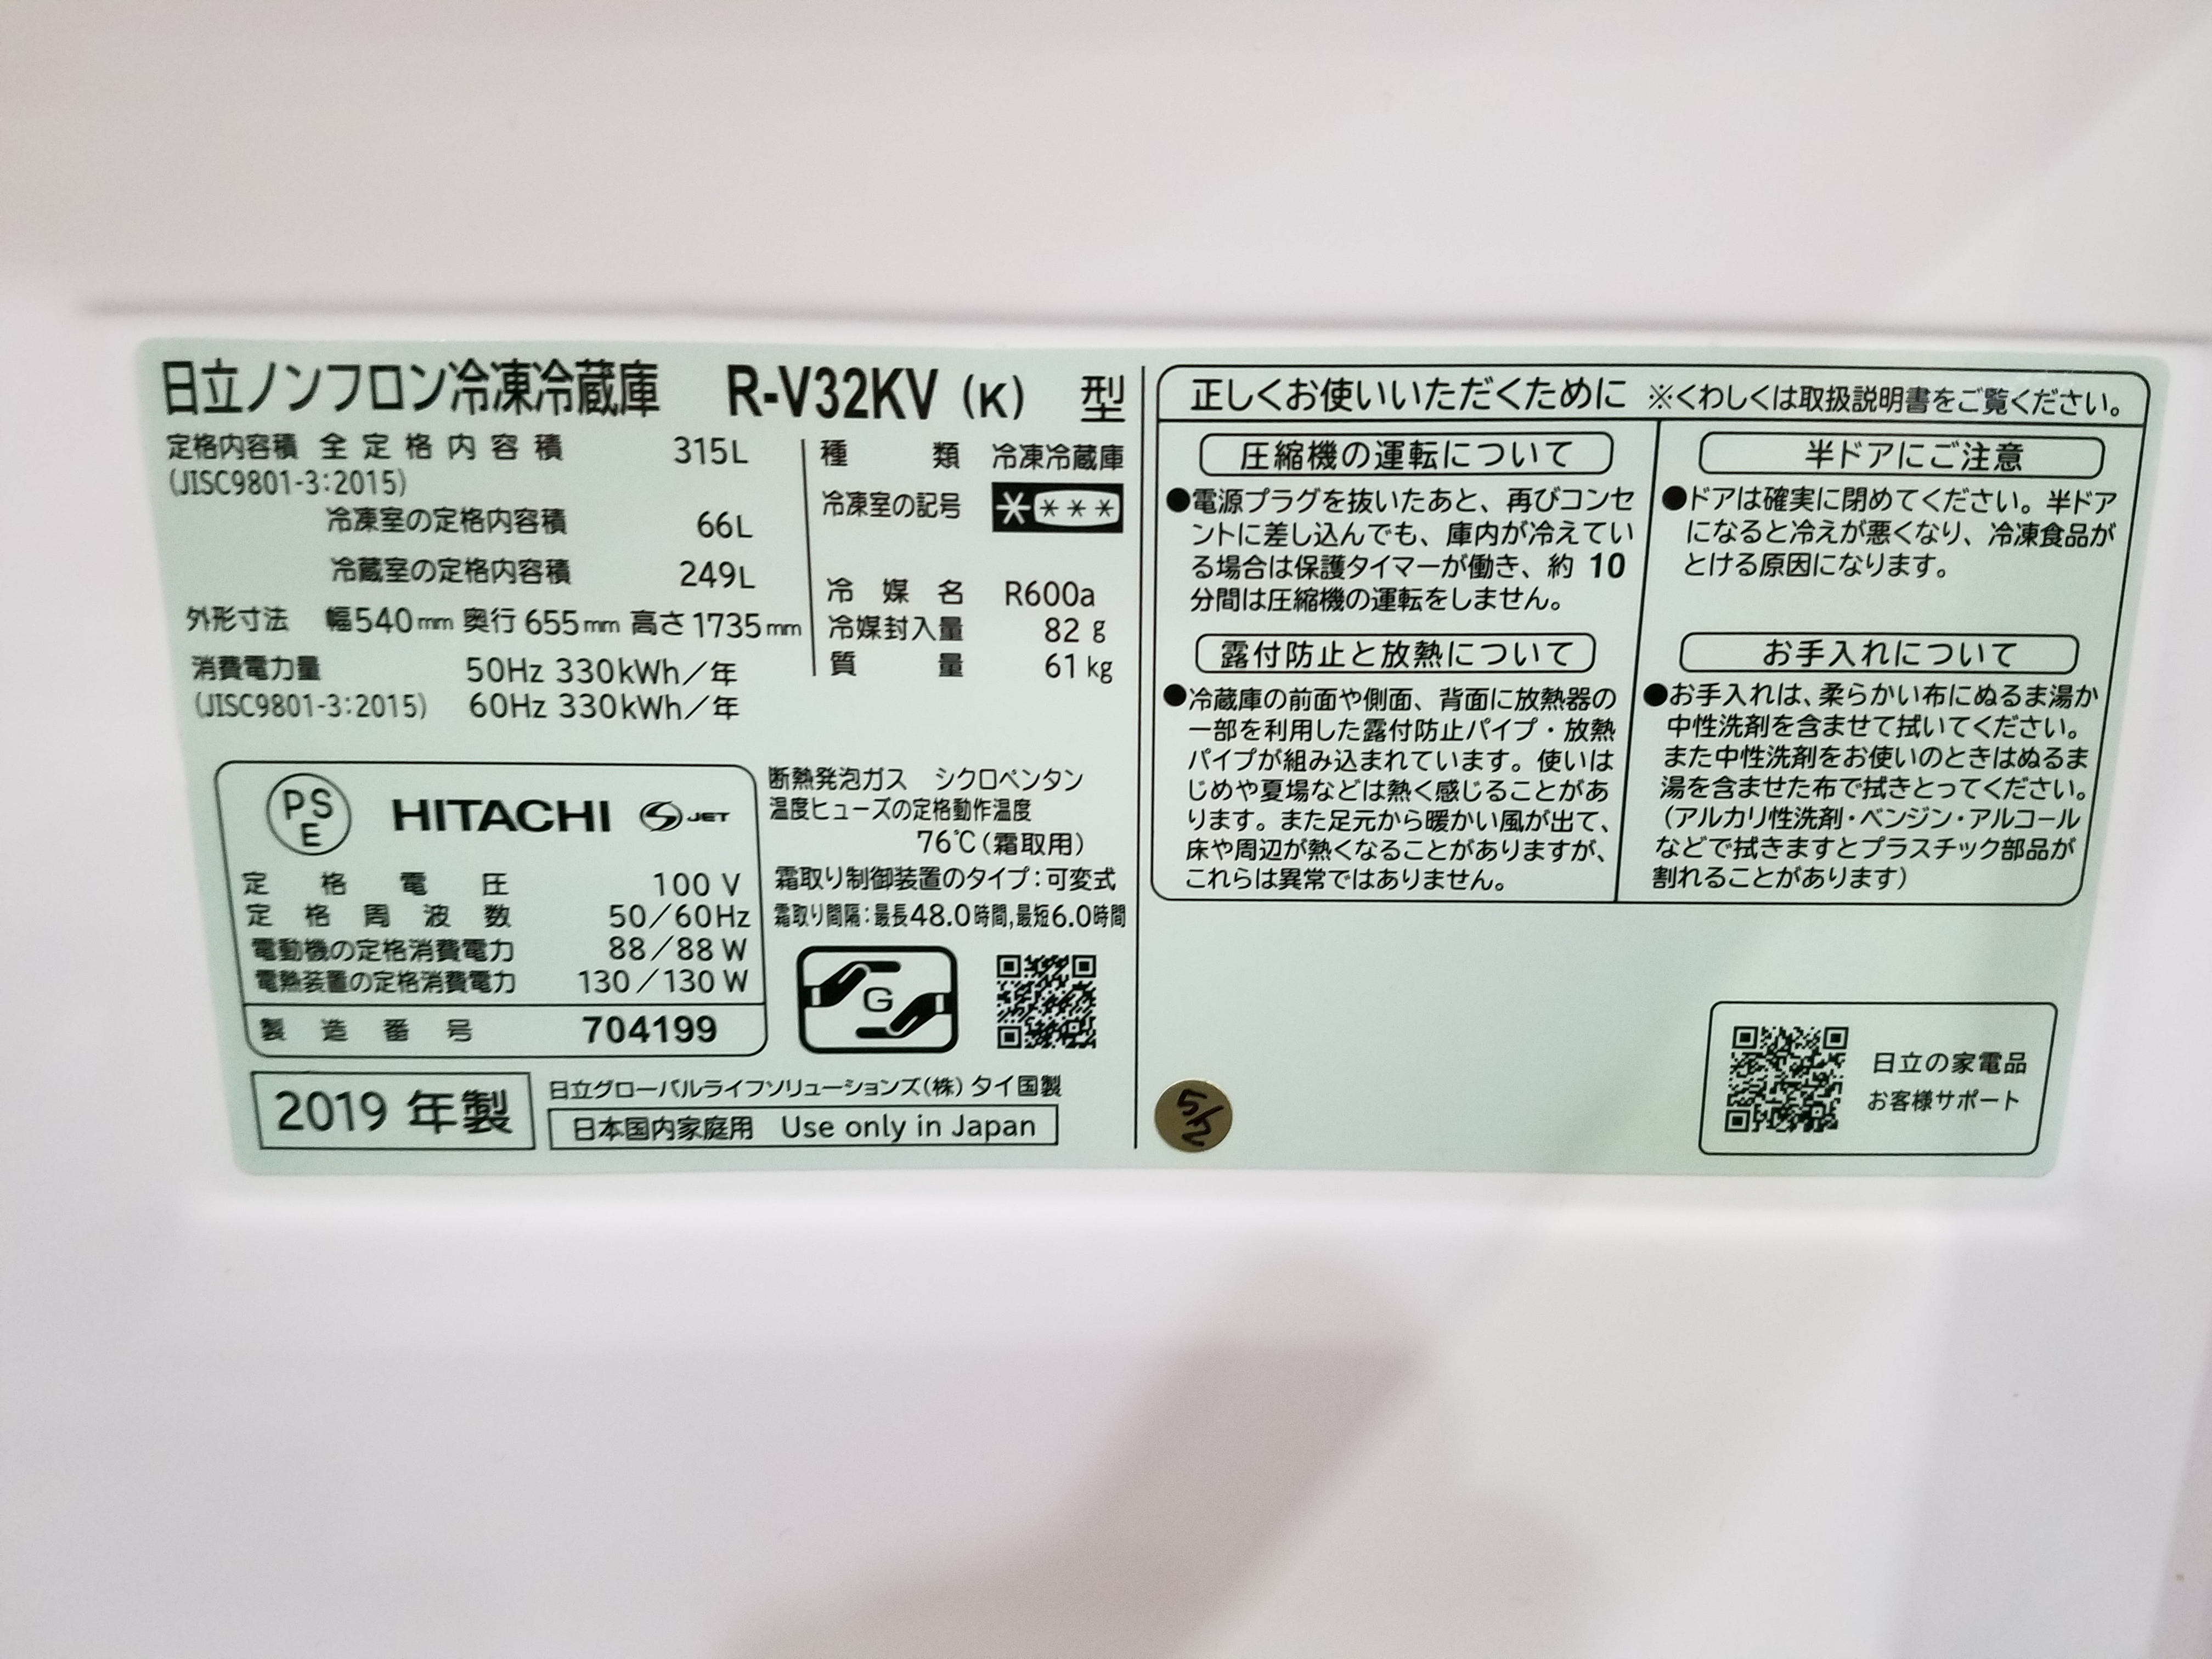 日立ノンフロン冷凍冷蔵庫 R-V32KV (K) 型
定格内容積 全定格内容積 315L
(JISC9801-3:2015)
冷凍室の定格内容積 66L
冷蔵室の定格内容積 249L
外形寸法 幅540mm 奥行655mm 高さ1735mm
消費電力量 50Hz 330kWh/年
(JISC9801-3:2015) 60Hz 330kWh/年
種類 冷凍冷蔵庫
冷凍室の記号 ****​*
冷媒名 R600a
冷媒封入量 82g
質量 61kg
PSE HITACHI S JET
定格電圧 100V
定格周波数 50/60Hz
電動機の定格消費電力 88/88W
電熱装置の定格消費電力 130/130W
製造番号 704199
断熱発泡ガス シクロペンタン
温度ヒューズの定格動作温度
76℃(霜取用)
霜取り制御装置のタイプ:可変式
霜取り間隔:最長48.0時間,最短6.0時間
G
2019年製
日立グローバルライフソリューションズ(株) タイ国製
日本国内家庭用 Use only in Japan
正しくお使いいただくために ※くわしくは取扱説明書をご覧ください。
圧縮機の運転について
●電源プラグを抜いたあと、再びコンセ
ントに差し込んでも、庫内が冷えてい
る場合は保護タイマーが働き、約 10
分間は圧縮機の運転をしません。
露付防止と放熱について
●冷蔵庫の前面や側面、背面に放熱器の
一部を利用した露付防止パイプ・放熱
パイプが組み込まれています。使いは
じめや夏場などは熱く感じることがあ
ります。また足元から暖かい風が出て、
床や周辺が熱くなることがありますが、
これらは異常ではありません。
半ドアにご注意
●ドアは確実に閉めてください。半ドア
になると冷えが悪くなり、冷凍食品が
とける原因になります。
お手入れについて
●お手入れは、柔らかい布にぬるま湯か
中性洗剤を含ませて拭いてください。
また中性洗剤をお使いのときはぬるま
湯を含ませた布で拭きとってください。
(アルカリ性洗剤・ベンジン・アルコール
などで拭きますとプラスチック部品が
割れることがあります)
日立の家電品
お客様サポート